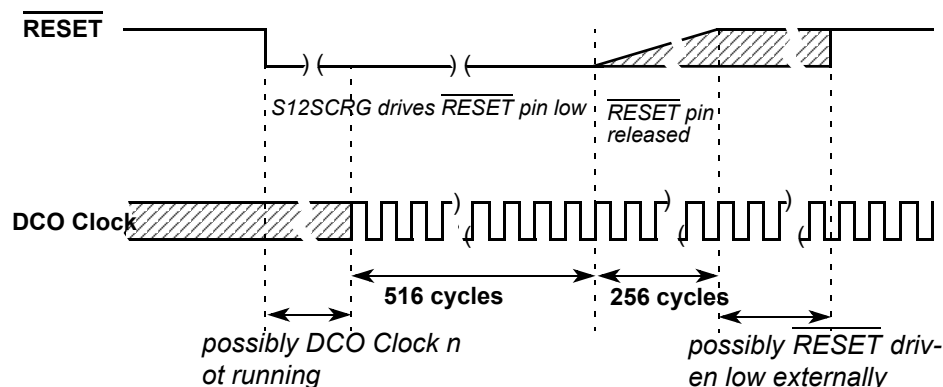 RESET
) (
) (
S12SCRG drives RESET pin low
RESET pin
released
DCO Clock
)
(
)
(
)
(
516 cycles
256 cycles
possibly DCO Clock n
ot running
possibly RESET driv-
en low externally